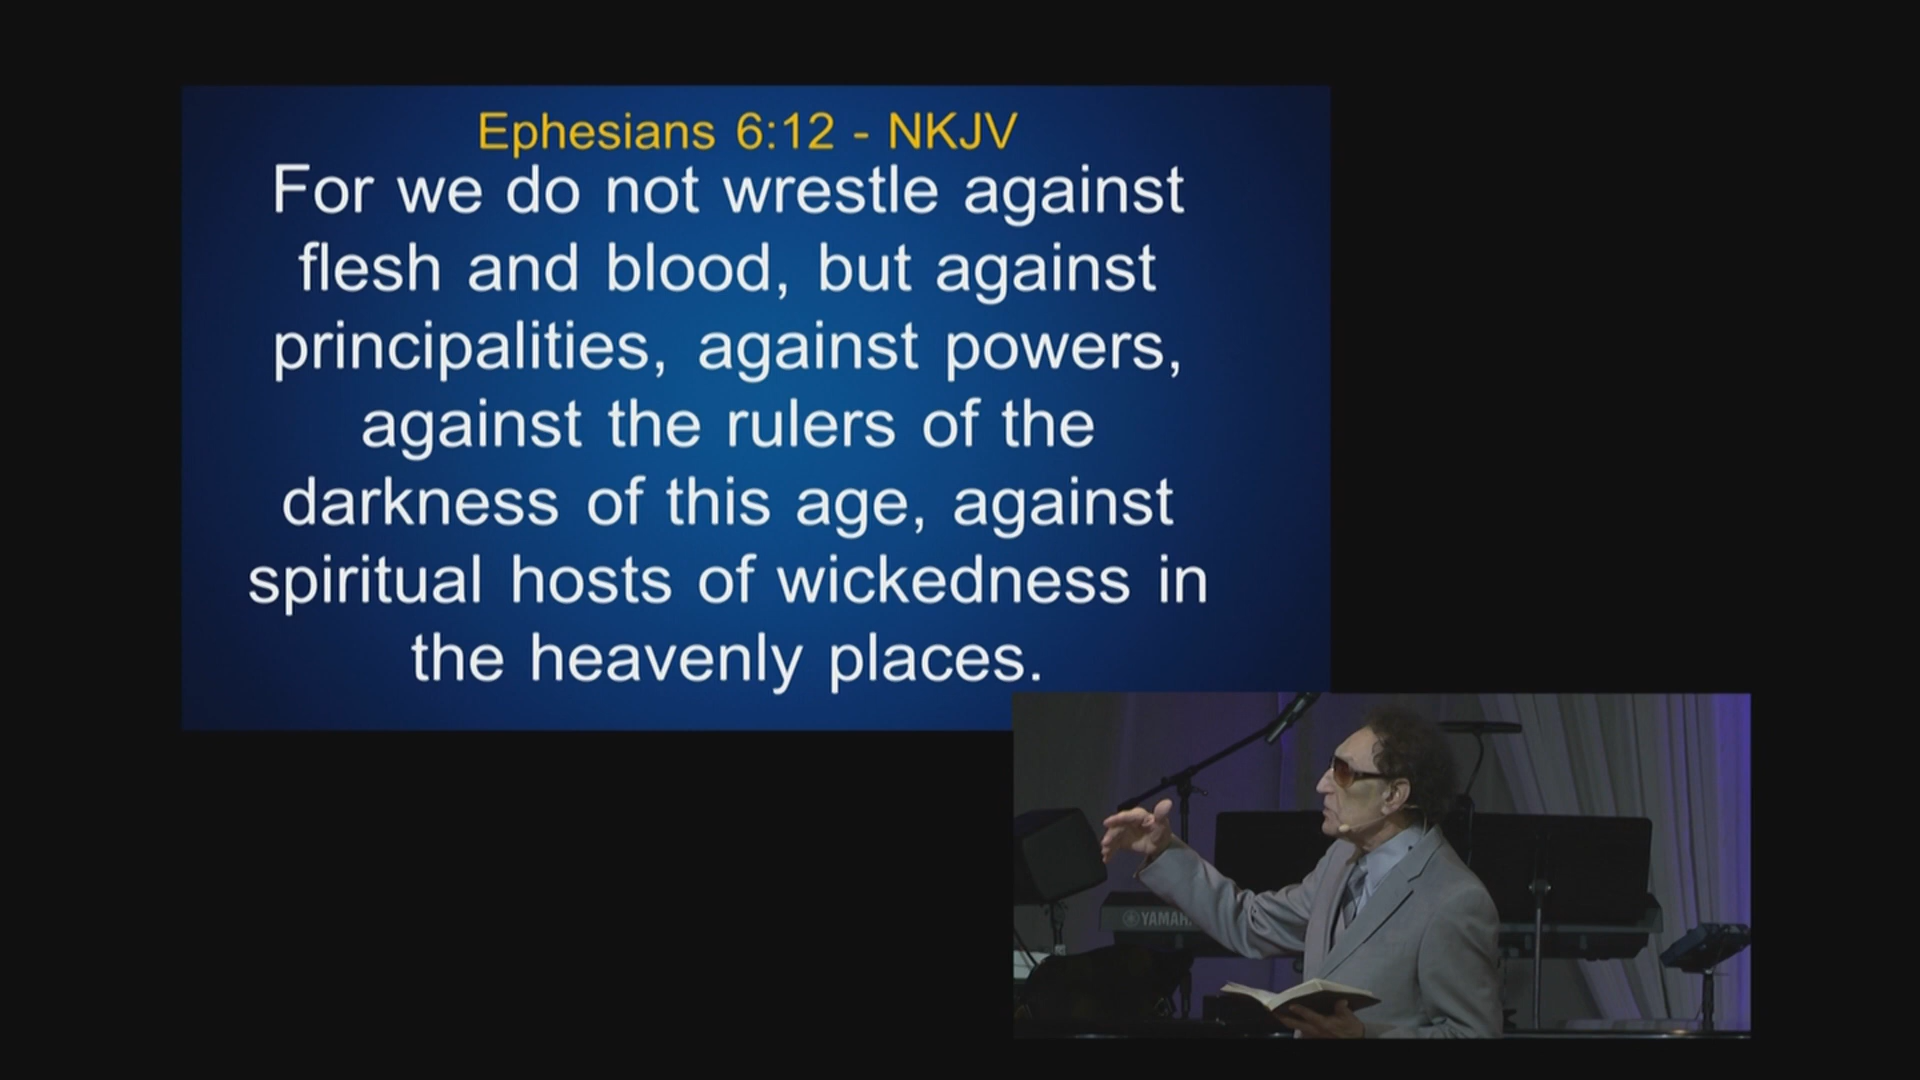 Ephesians 6:12 - NKJV
For we do not wrestle against
flesh and blood, but against
principalities, against powers,
against the rulers of the
darkness of this age, against
spiritual hosts of wickedness in
the heavenly places.
YAMAHA